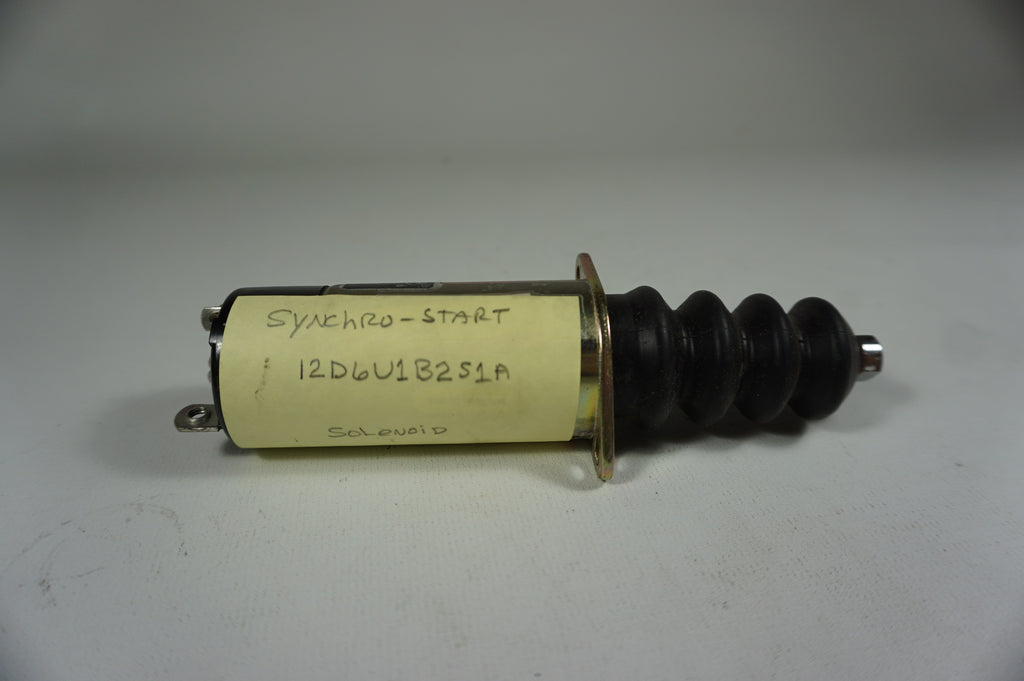 SYNCHRO-START
12D6U1B2S1A
SOLENOID